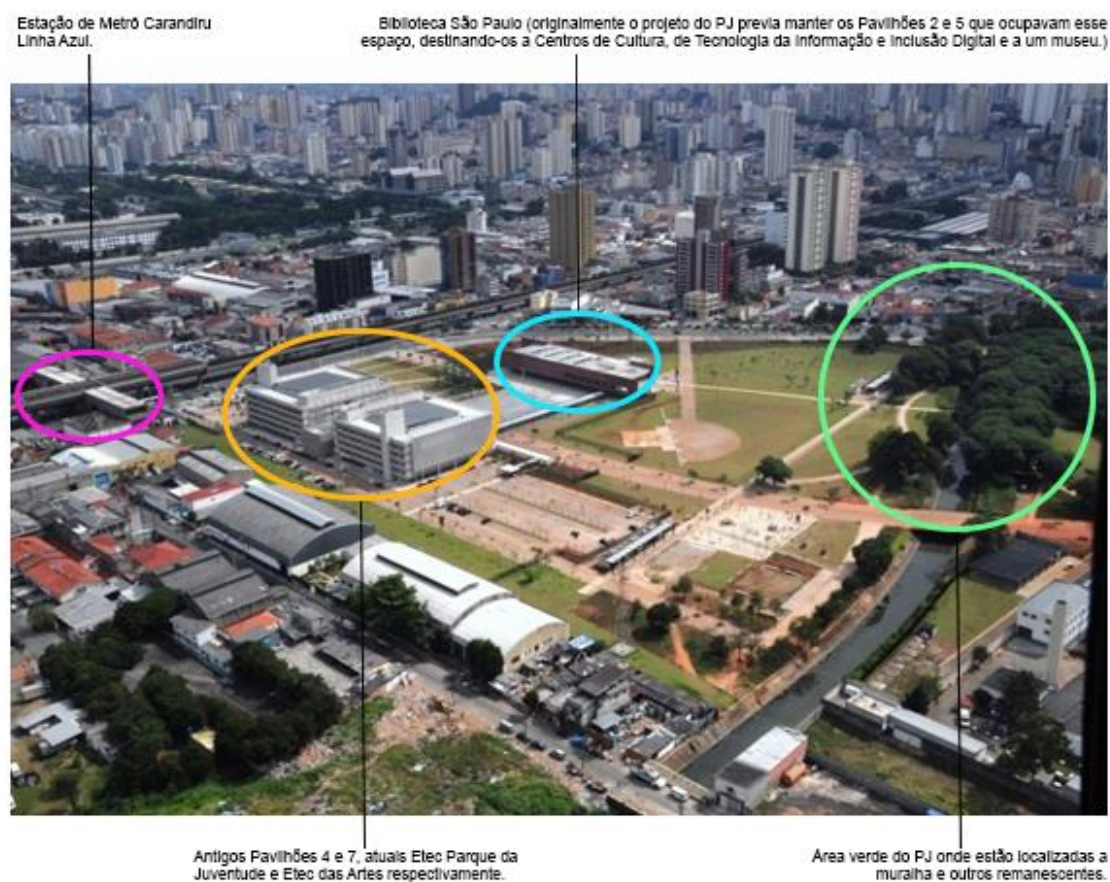 Estação de Metrô Carandiru
Linha Azul.
Biblioteca São Paulo (originalmente o projeto do PJ previa manter os Pavilhões 2 e 5 que ocupavam esse
espaço, destinando-os a Centros de Cultura, de Tecnologia da Informação e Inclusão Digital e a um museu.)
Antigos Pavilhões 4 e 7, atuais Etec Parque da
Juventude e Etec das Artes respectivamente.
Área verde do PJ onde estão localizadas a
muralha e outros remanescentes.